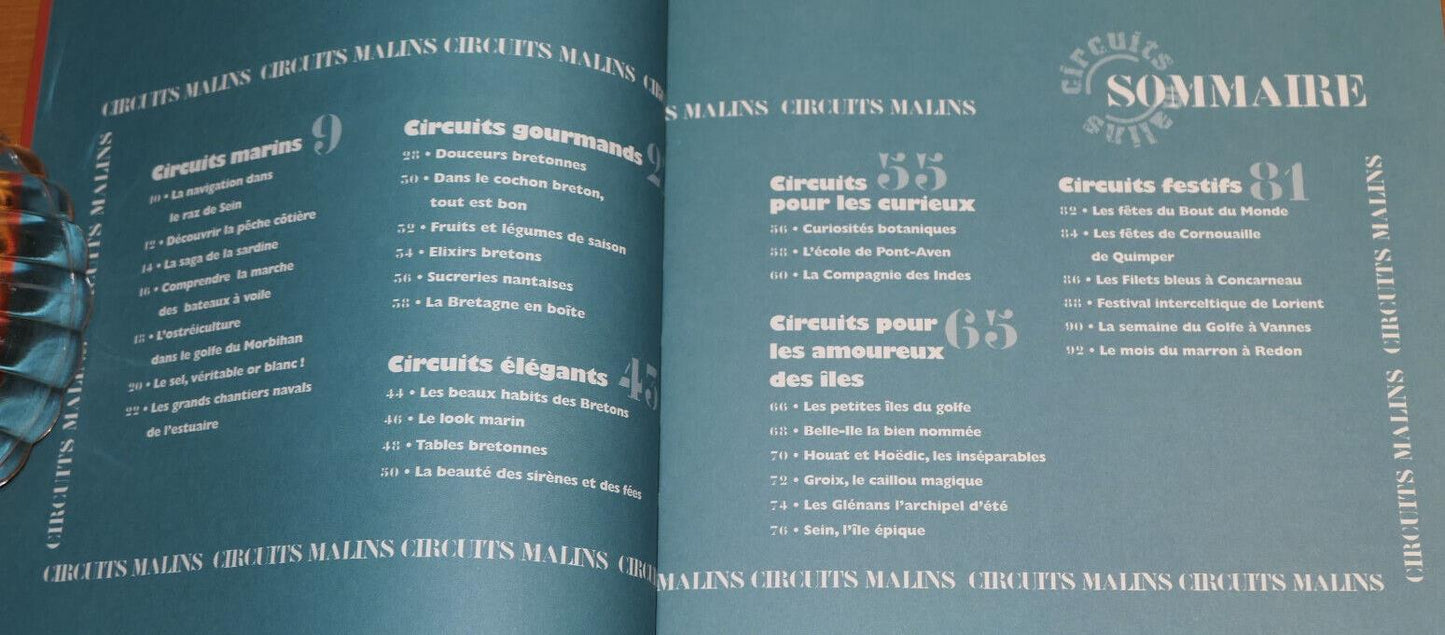 CIRCUITS MALINS CIRCUITS MALINS CIRCUITS MALINS
Circuits marins 9
10 • La navigation dans
le raz de Sein
12 • Découvrir la pêche côtière
14 • La saga de la sardine
16 • Comprendre la marche
des bateaux à voile
18 • L'ostréiculture
dans le golfe du Morbihan
20 • Le sel, véritable or blanc !
22 • Les grands chantiers navals
de l'estuaire
Circuits gourmands
28 • Douceurs bretonnes
30 • Dans le cochon breton,
tout est bon
32 • Fruits et légumes de saison
34 • Elixirs bretons
36 • Sucreries nantaises
38 • La Bretagne en boîte
Circuits élégants 43
44 • Les beaux habits des Bretons
46 • Le look marin
48 • Tables bretonnes
50 • La beauté des sirènes et des fées
CIRCUITS MALINS
CIRCUITS MALINS CIRCUITS MALINS CIRCUITS MALINS
circuits
malins
SOMMAIRE
S MALINS CIRCUITS MALINS
Circuits 55
pour les curieux
56 • Curiosités botaniques
58 • L'école de Pont-Aven
60 • La Compagnie des Indes
Circuits pour 65
les amoureux
des îles
66 • Les petites îles du golfe
68 • Belle-Ile la bien nommée
70 • Houat et Hoëdic, les inséparables
72 • Groix, le caillou magique
74 • Les Glénans l'archipel d'été
76 • Sein, l'île épique
Circuits festifs 81
82 • Les fêtes du Bout du Monde
84 • Les fêtes de Cornouaille
de Quimper
86 • Les Filets bleus à Concarneau
88 • Festival interceltique de Lorient
90 • La semaine du Golfe à Vannes
92 • Le mois du marron à Redon
CIRCUITS MALINS CIRCUITS MALINS
MALINS CIRCUITS MALINS CIRCUITS MALINS CIRCUITS MALINS